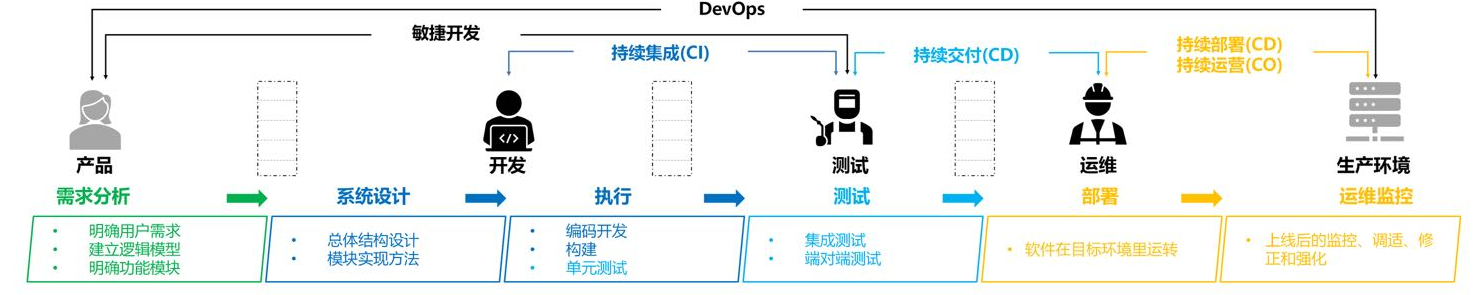 DevOps
敏捷开发
持续集成(CI)
持续交付(CD)
持续部署(CD)
持续运营(CO)
产品
开发
测试
运维
生产环境
需求分析
系统设计
执行
测试
部署
运维监控
• 明确用户需求
• 建立逻辑模型
• 明确功能模块
• 总体结构设计
• 模块实现方法
• 编码开发
• 构建
• 单元测试
• 集成测试
• 端对端测试
• 软件在目标环境里运转
• 上线后的监控、调适、修
正和强化